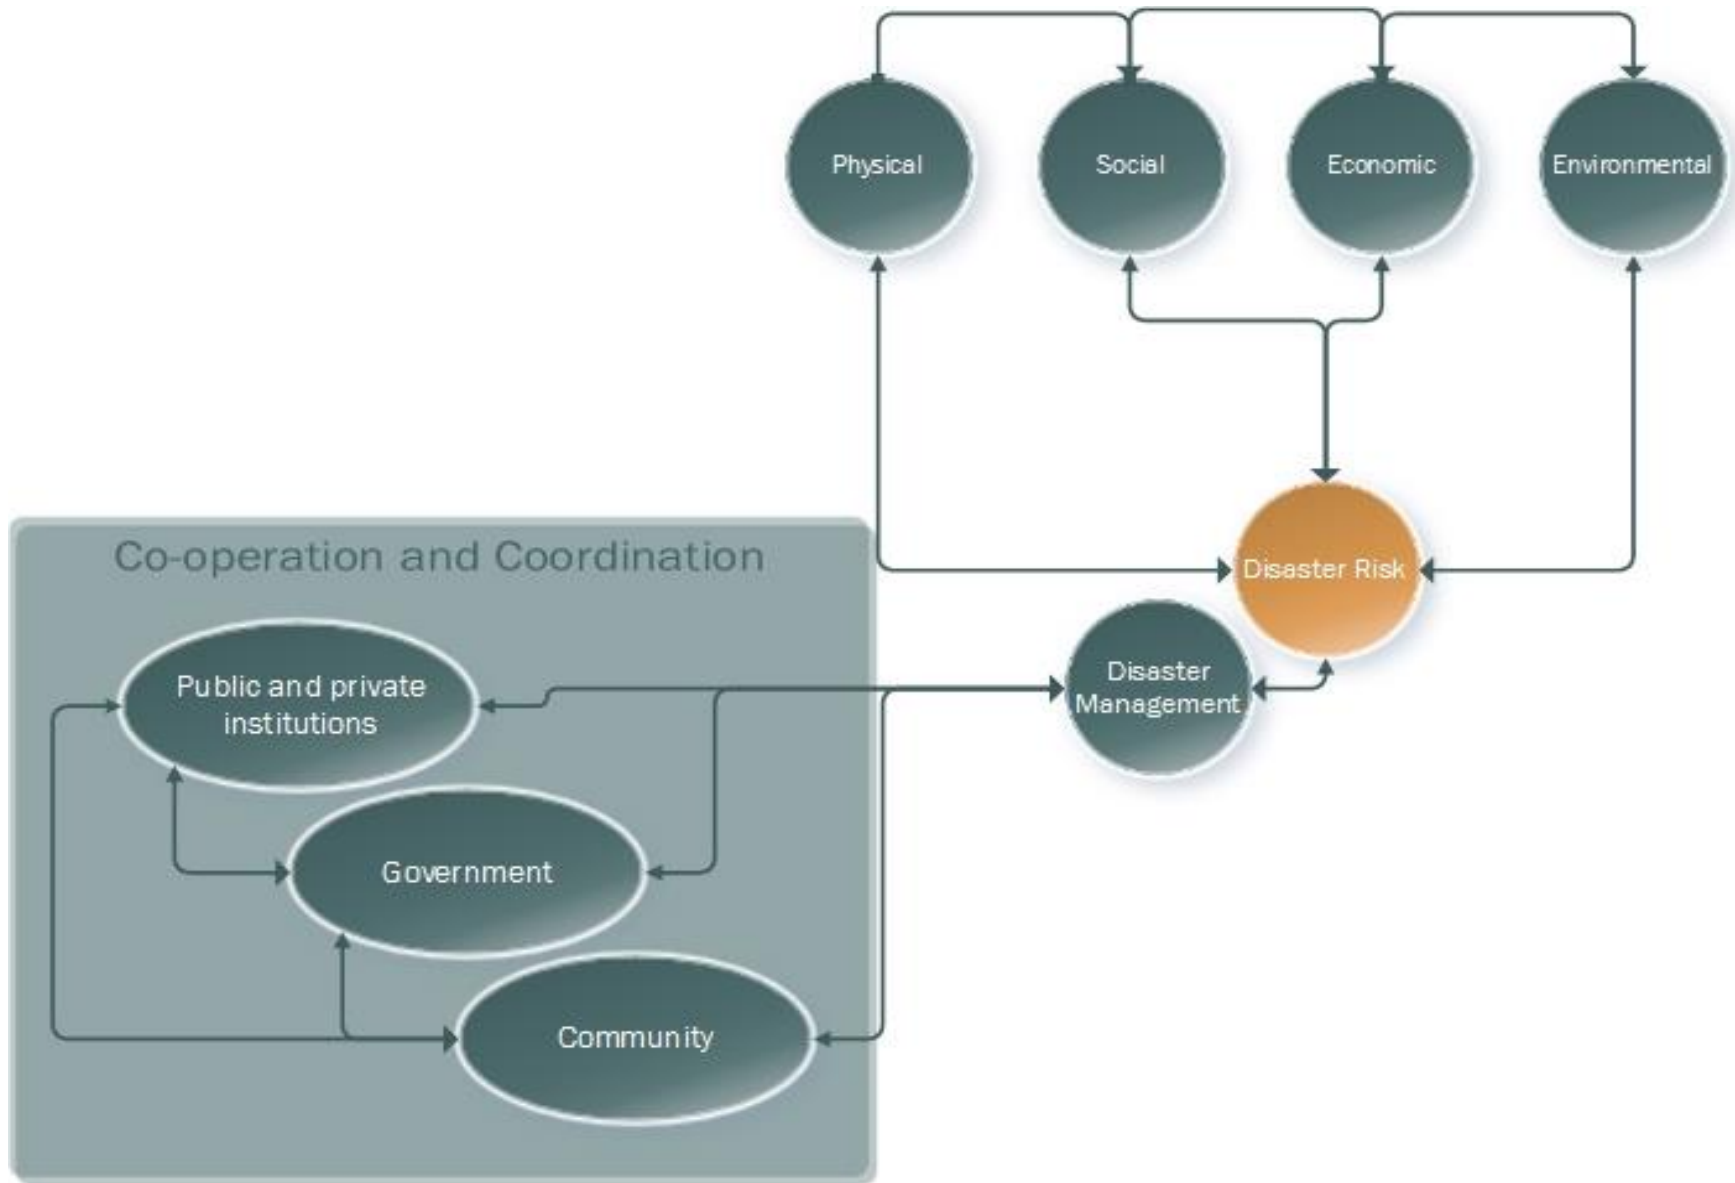 Physical
Social
Economic
Environmental
Disaster Risk
Co-operation and Coordination
Public and private
institutions
Disaster
Management
Government
Community